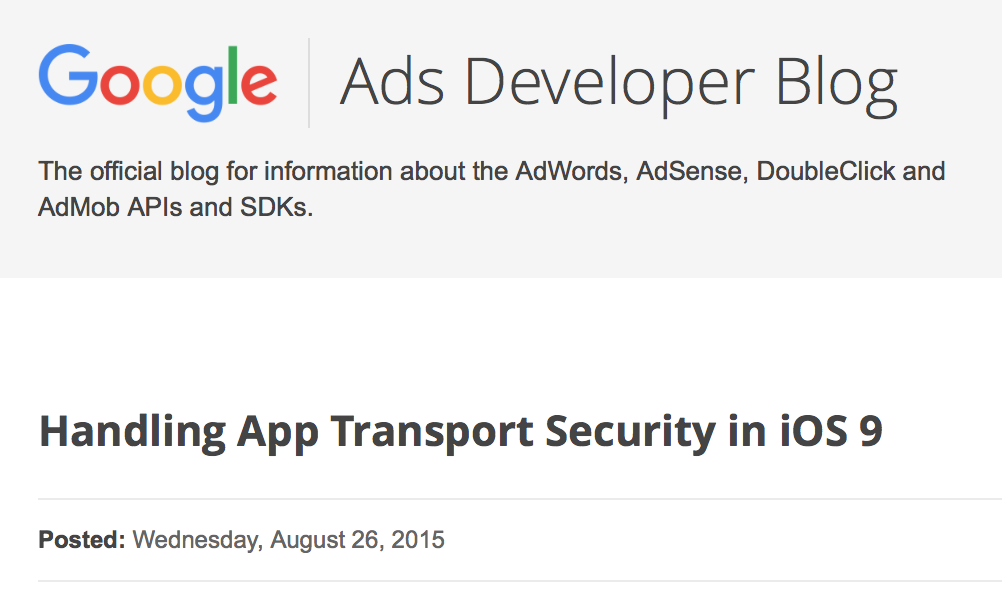 Google | Ads Developer Blog
The official blog for information about the AdWords, AdSense, DoubleClick and
AdMob APIs and SDKs.
Handling App Transport Security in iOS 9
Posted: Wednesday, August 26, 2015